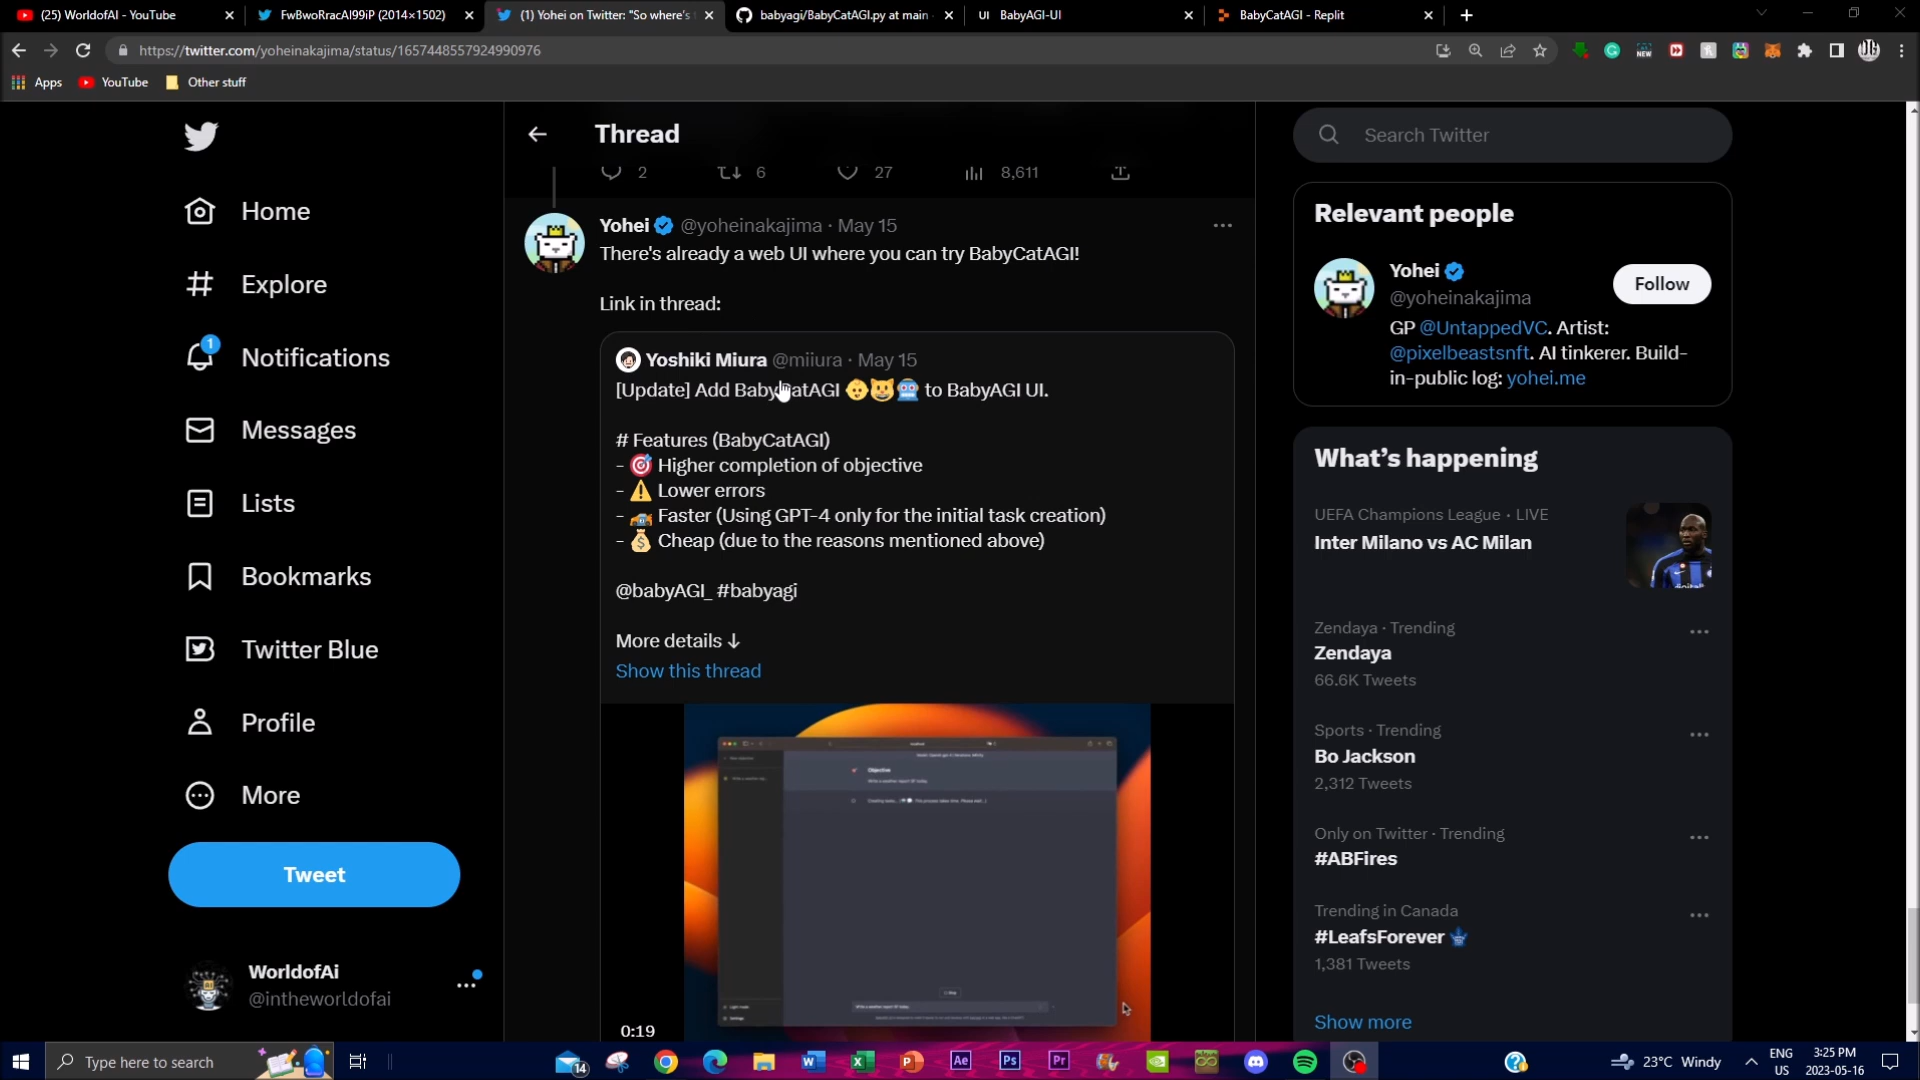 (25) WorldofAI - YouTube
FwBwoRracAI99iP (2014×1502)
(1) Yohei on Twitter: "So where's
babyagi/BabyCatAGI.py at main
UI BabyAGI-UI
BabyCatAGI - Replit
https://twitter.com/yoheinakajima/status/1657448557924990976
Apps
YouTube
Other stuff
Home
Explore
1
Notifications
Messages
Lists
Bookmarks
Twitter Blue
Profile
More
Tweet
WorldofAi
@intheworldofai
Thread
2
6
27
8,611
Yohei @yoheinakajima · May 15
There's already a web UI where you can try BabyCatAGI!
Link in thread:
Yoshiki Miura @miiura · May 15
[Update] Add BabyCatAGI 👶😺🤖 to BabyAGI UI.
# Features (BabyCatAGI)
- 🎯 Higher completion of objective
- ⚠️ Lower errors
- 🏎️ Faster (Using GPT-4 only for the initial task creation)
- 💰 Cheap (due to the reasons mentioned above)
@babyAGI_ #babyagi
More details ↓
Show this thread
Objective
0:19
Search Twitter
Relevant people
Yohei
@yoheinakajima
Follow
GP @UntappedVC. Artist:
@pixelbeastsnft. AI tinkerer. Build-
in-public log: yohei.me
What's happening
UEFA Champions League · LIVE
Inter Milano vs AC Milan
Zendaya · Trending
Zendaya
66.6K Tweets
Sports · Trending
Bo Jackson
2,312 Tweets
Only on Twitter · Trending
#ABFires
Trending in Canada
#LeafsForever
1,381 Tweets
Show more
Type here to search
14
23°C Windy
ENG
US
3:25 PM
2023-05-16